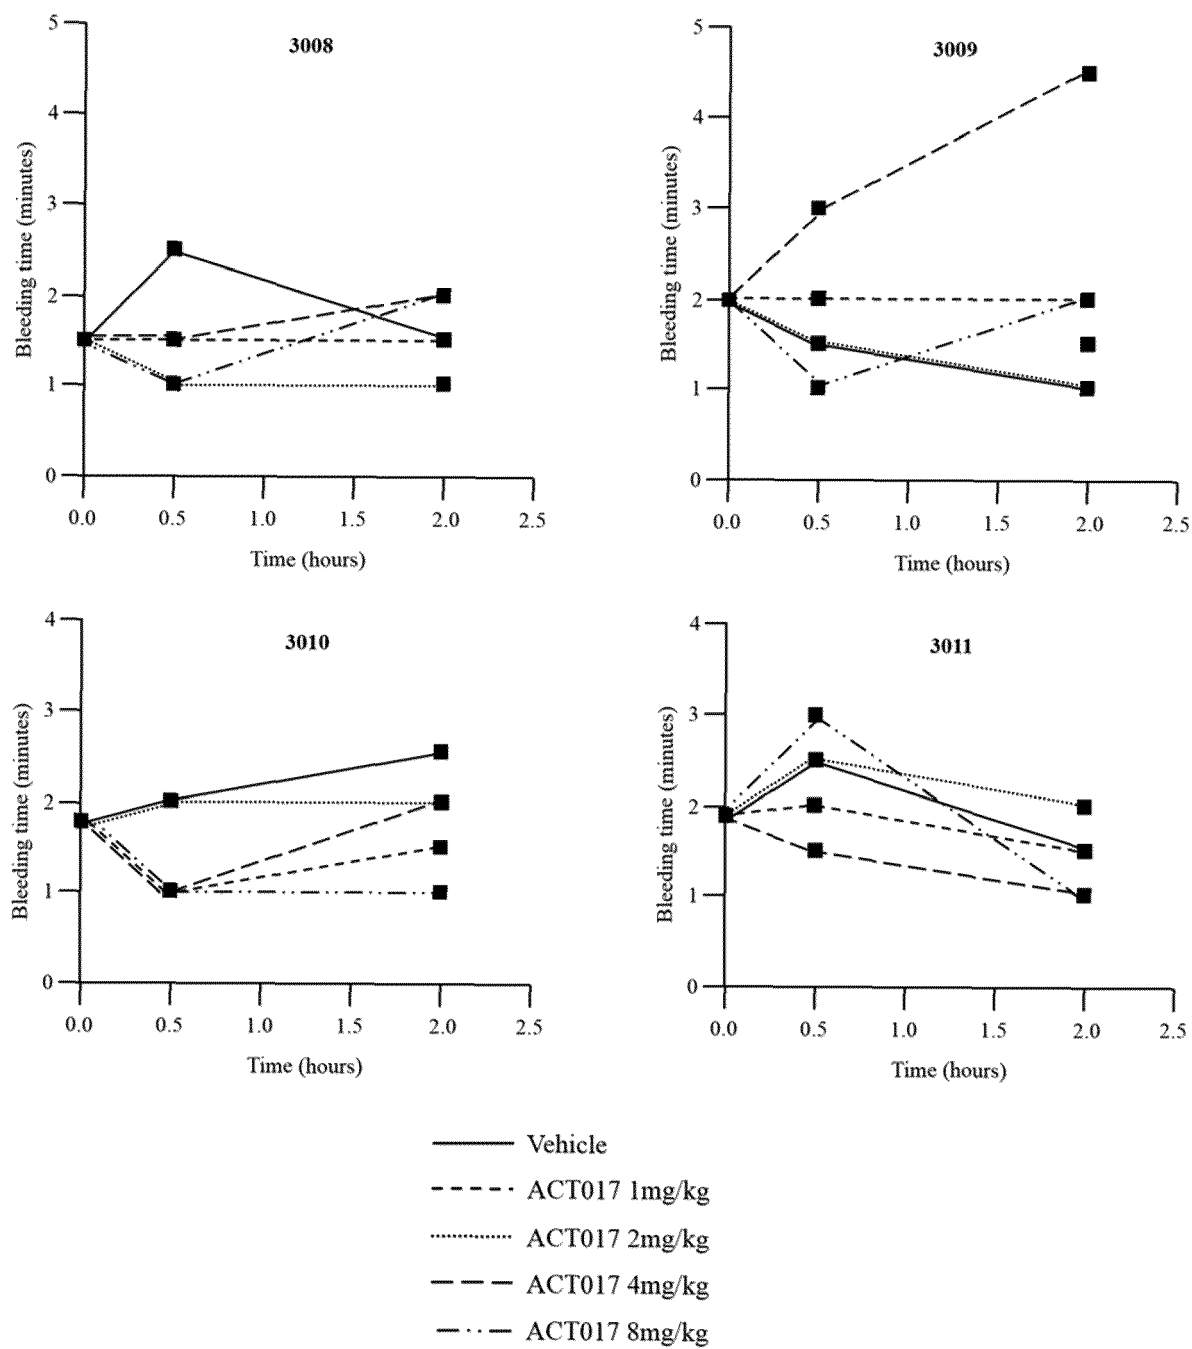 3008
5
4
3
2
1
0
Bleeding time (minutes)
0.0 0.5 1.0 1.5 2.0 2.5
Time (hours)
3009
5
4
3
2
1
0
Bleeding time (minutes)
0.0 0.5 1.0 1.5 2.0 2.5
Time (hours)
3010
4
3
2
1
0
Bleeding time (minutes)
0.0 0.5 1.0 1.5 2.0 2.5
Time (hours)
3011
4
3
2
1
0
Bleeding time (minutes)
0.0 0.5 1.0 1.5 2.0 2.5
Time (hours)
Vehicle
ACT017 1mg/kg
ACT017 2mg/kg
ACT017 4mg/kg
ACT017 8mg/kg